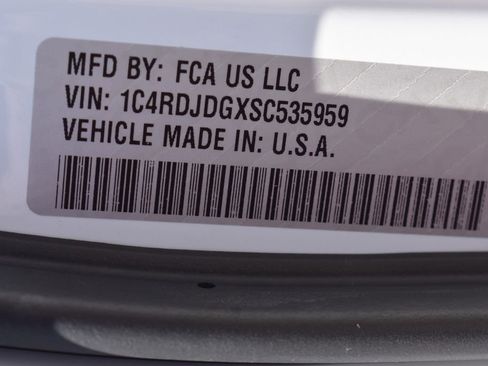 MFD BY: FCA US LLC
VIN: 1C4RDJDGXSC535959
VEHICLE MADE IN: U.S.A.